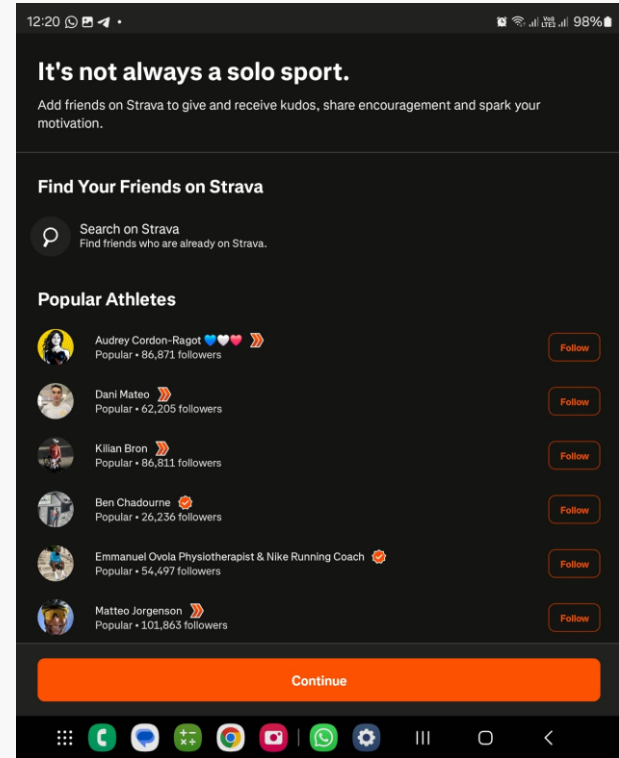 12:20
VoO LTE2 98%
It's not always a solo sport.
Add friends on Strava to give and receive kudos, share encouragement and spark your
motivation.
Find Your Friends on Strava
Search on Strava
Find friends who are already on Strava.
Popular Athletes
Audrey Cordon-Ragot 💙🤍❤️
Popular • 86,871 followers
Follow
Dani Mateo
Popular • 62,205 followers
Follow
Kilian Bron
Popular • 86,811 followers
Follow
Ben Chadourne
Popular • 26,236 followers
Follow
Emmanuel Ovola Physiotherapist & Nike Running Coach
Popular • 54,497 followers
Follow
Matteo Jorgenson
Popular • 101,863 followers
Follow
Continue